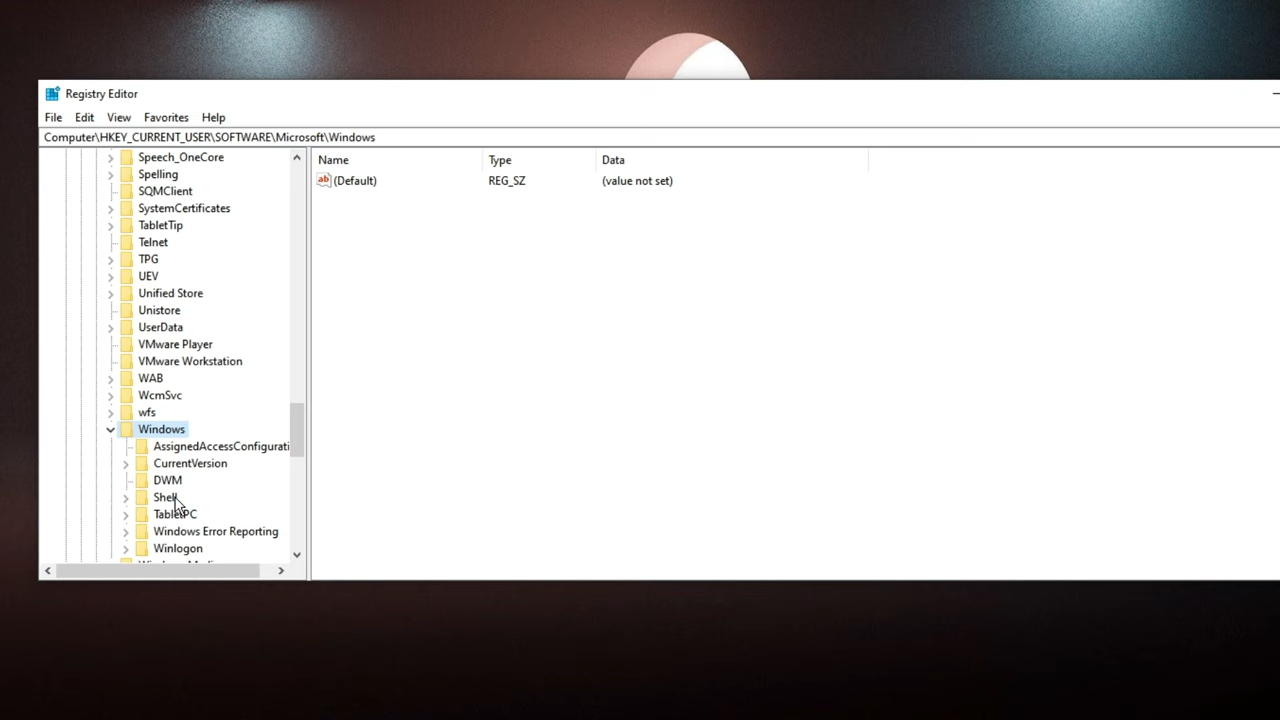 Registry Editor
File Edit View Favorites Help
Computer\HKEY_CURRENT_USER\SOFTWARE\Microsoft\Windows
Name Type Data
ab (Default) REG_SZ (value not set)
Speech_OneCore
Spelling
SQMClient
SystemCertificates
TabletTip
Telnet
TPG
UEV
Unified Store
Unistore
UserData
VMware Player
VMware Workstation
WAB
WcmSvc
wfs
Windows
AssignedAccessConfigurati
CurrentVersion
DWM
Shell
TabletPC
Windows Error Reporting
Winlogon